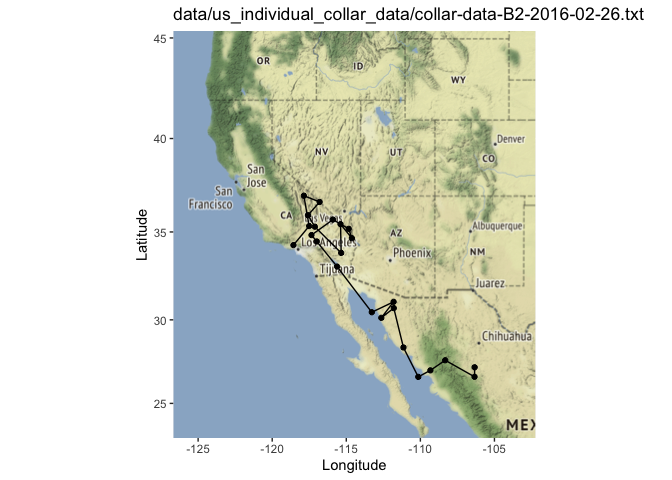 data/us_individual_collar_data/collar-data-B2-2016-02-26.txt
45
40
35
30
25
Latitude
OR
ID
WY
NV
UT
Denver
CO
San
Jose
San
Francisco
CA
Las Vegas
AZ
Albuquerque
NM
Los Angeles
Phoenix
Tijuana
Juarez
Chihuahua
MEX
-125
-120
-115
-110
-105
Longitude